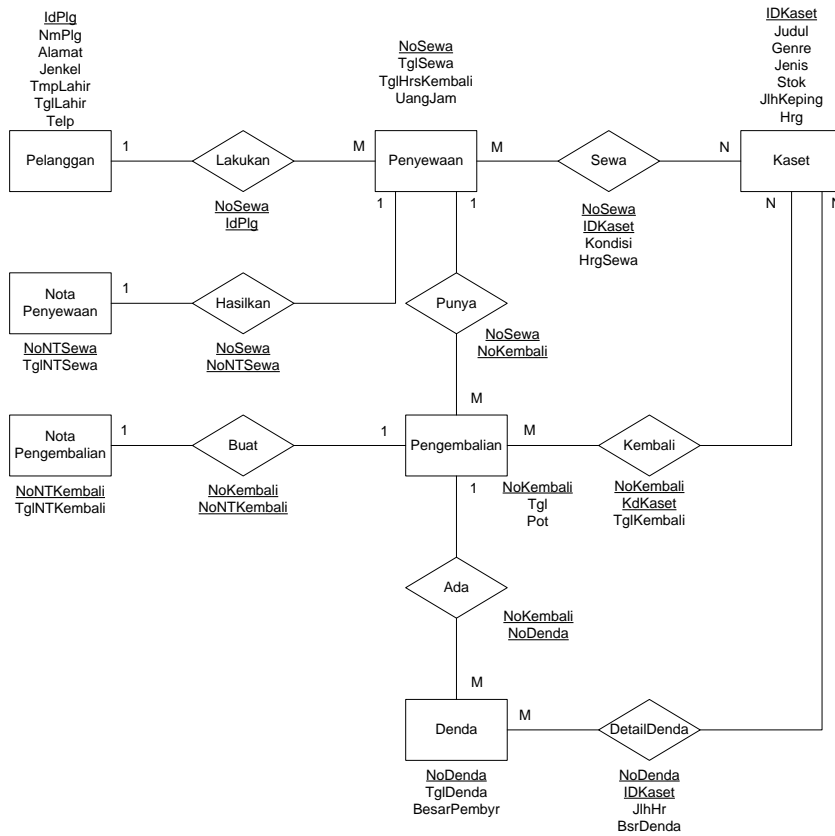 IdPlg
NmPlg
Alamat
Jenkel
TmpLahir
TglLahir
Telp
NoSewa
TglSewa
TglHrsKembali
UangJam
IDKaset
Judul
Genre
Jenis
Stok
JlhKeping
Hrg
Pelanggan
1
Lakukan
M
Penyewaan
M
Sewa
N
Kaset
NoSewa
IdPlg
1
1
NoSewa
IDKaset
Kondisi
HrgSewa
N
N
Nota
Penyewaan
1
Hasilkan
Punya
NoNTSewa
TglNTSewa
NoSewa
NoNTSewa
NoSewa
NoKembali
M
Nota
Pengembalian
1
Buat
1
Pengembalian
M
Kembali
NoNTKembali
TglNTKembali
NoKembali
NoNTKembali
1
NoKembali
Tgl
Pot
NoKembali
KdKaset
TglKembali
Ada
NoKembali
NoDenda
M
Denda
M
DetailDenda
NoDenda
TglDenda
BesarPembyr
NoDenda
IDKaset
JlhHr
BsrDenda